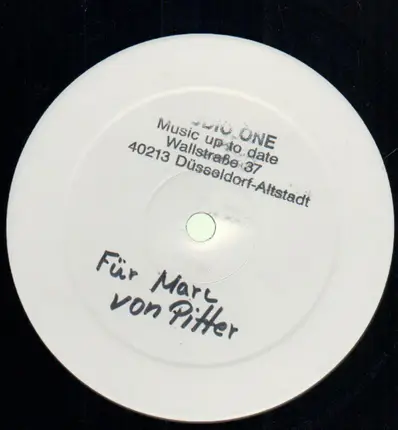 ONE
Music up to date
Wallstraße 37
40213 Düsseldorf-Altstadt
Für Marc
von Pitter